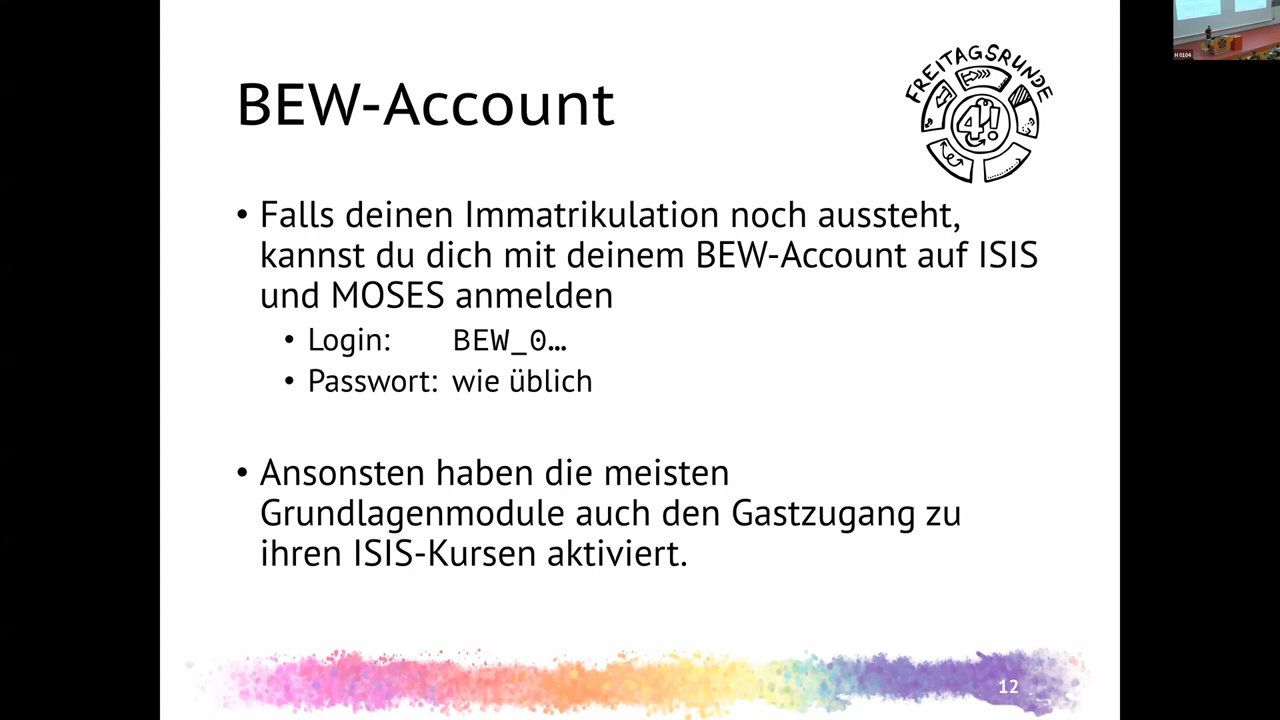 BEW-Account
FREITAGSRUNDE
4!
• Falls deinen Immatrikulation noch aussteht,
kannst du dich mit deinem BEW-Account auf ISIS
und MOSES anmelden
• Login: BEW_0…
• Passwort: wie üblich
• Ansonsten haben die meisten
Grundlagenmodule auch den Gastzugang zu
ihren ISIS-Kursen aktiviert.
12
H 0104